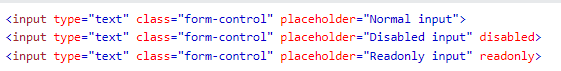 <input type="text" class="form-control" placeholder="Normal input">
<input type="text" class="form-control" placeholder="Disabled input" disabled>
<input type="text" class="form-control" placeholder="Readonly input" readonly>